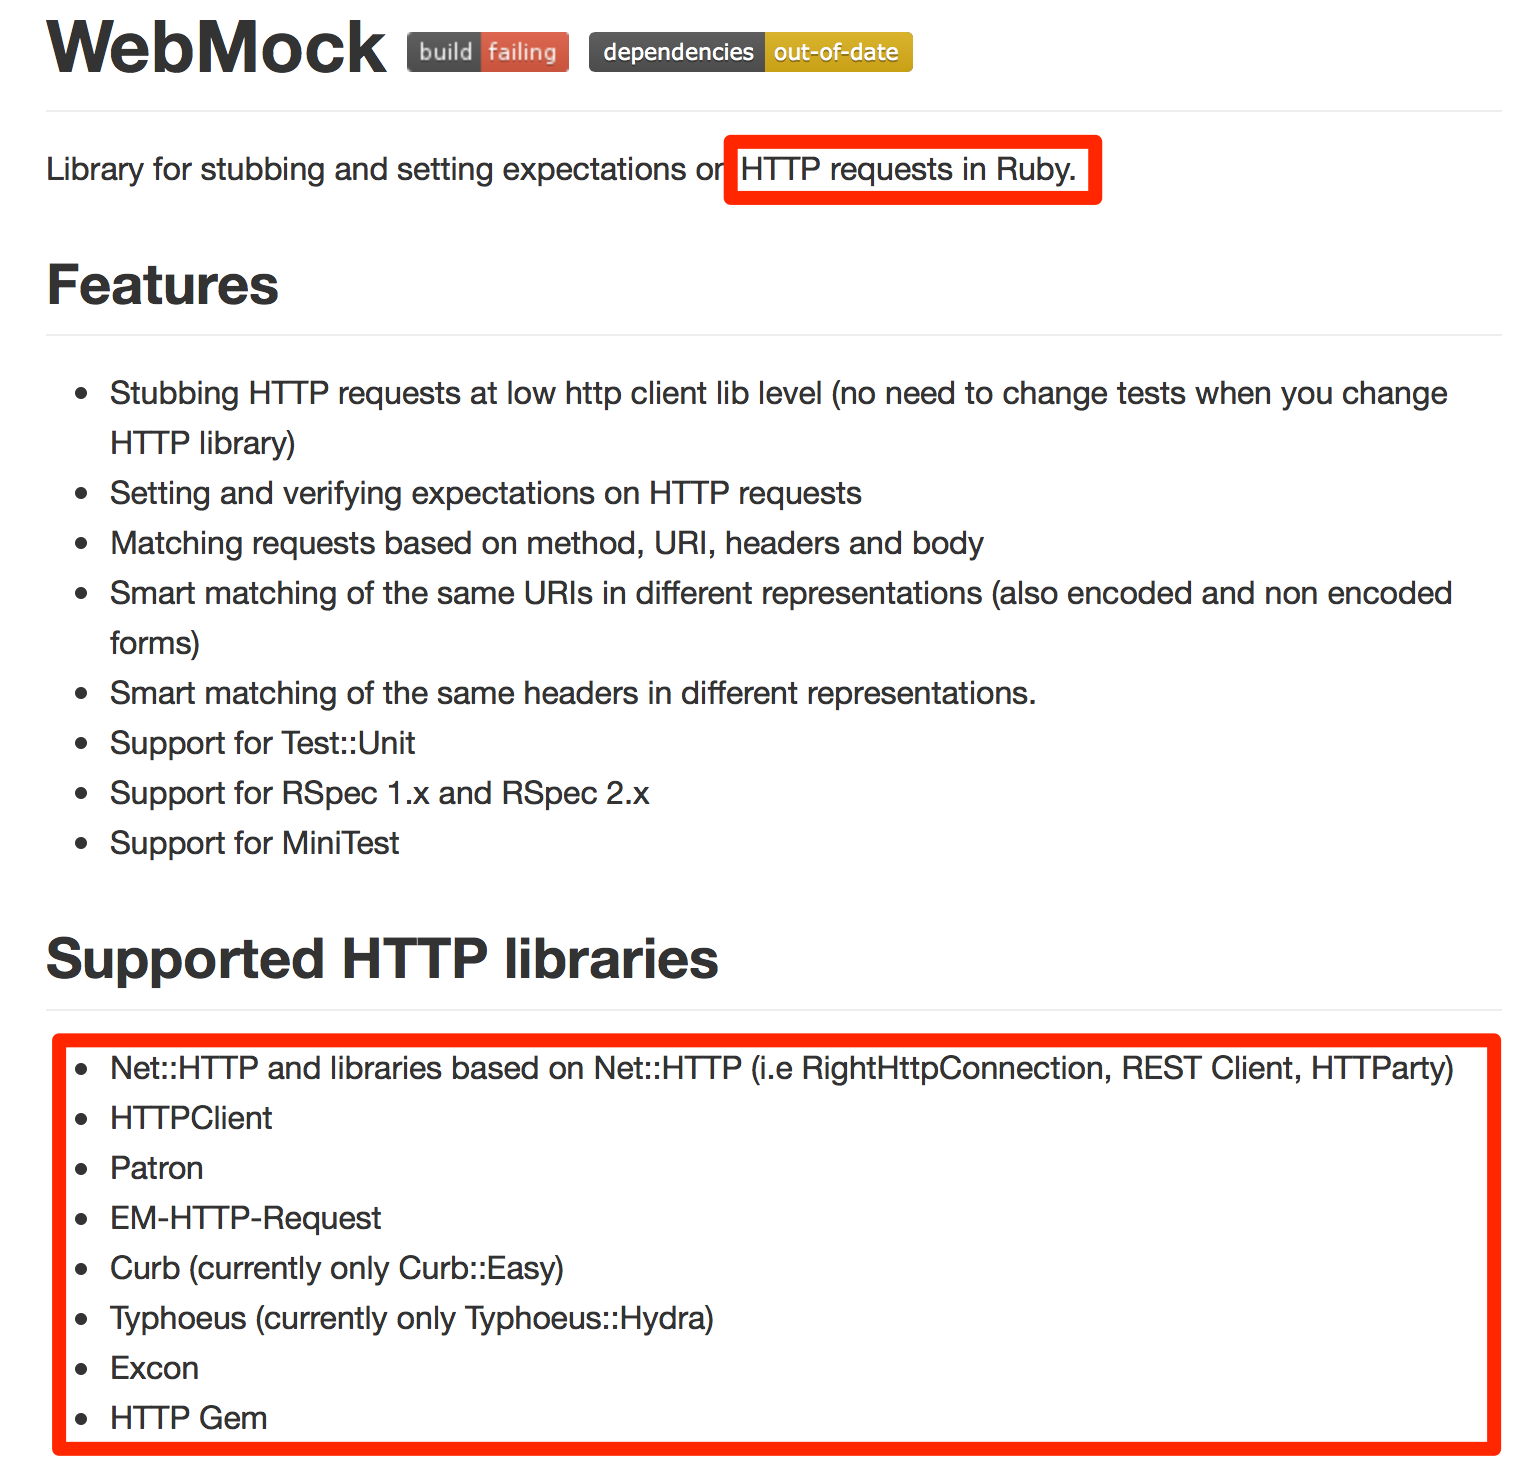 WebMock build failing dependencies out-of-date
Library for stubbing and setting expectations on HTTP requests in Ruby.
Features
Stubbing HTTP requests at low http client lib level (no need to change tests when you change
HTTP library)
Setting and verifying expectations on HTTP requests
Matching requests based on method, URI, headers and body
Smart matching of the same URIs in different representations (also encoded and non encoded
forms)
Smart matching of the same headers in different representations.
Support for Test::Unit
Support for RSpec 1.x and RSpec 2.x
Support for MiniTest
Supported HTTP libraries
Net::HTTP and libraries based on Net::HTTP (i.e RightHttpConnection, REST Client, HTTParty)
HTTPClient
Patron
EM-HTTP-Request
Curb (currently only Curb::Easy)
Typhoeus (currently only Typhoeus::Hydra)
Excon
HTTP Gem